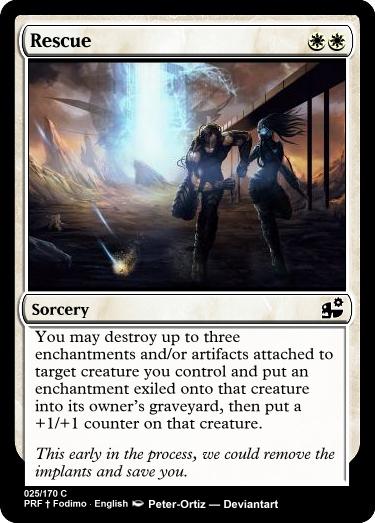 Rescue
Sorcery
You may destroy up to three
enchantments and/or artifacts attached to
target creature you control and put an
enchantment exiled onto that creature
into its owner's graveyard, then put a
+1/+1 counter on that creature.
This early in the process, we could remove the
implants and save you.
025/170 C
PRF † Fodimo · English Peter-Ortiz — Deviantart